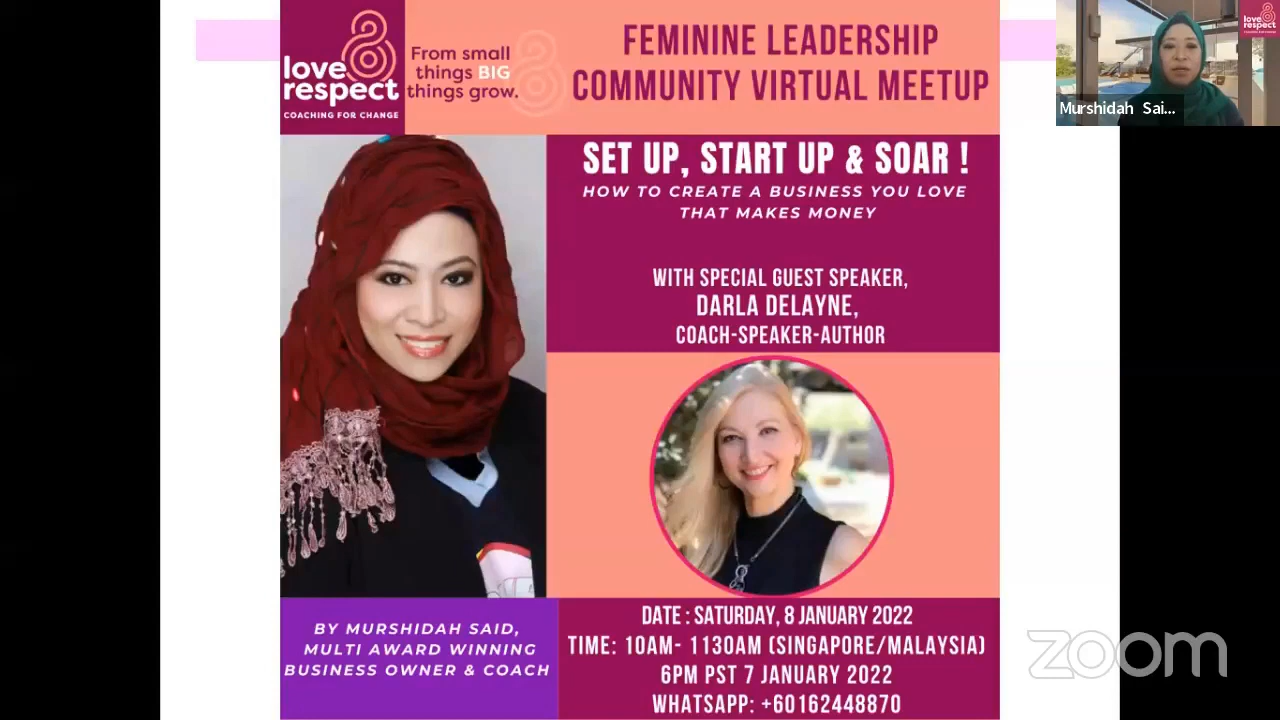 love
respect
COACHING FOR CHANGE
From small
things BIG
things grow.
FEMININE LEADERSHIP
COMMUNITY VIRTUAL MEETUP
SET UP, START UP & SOAR !
HOW TO CREATE A BUSINESS YOU LOVE
THAT MAKES MONEY
WITH SPECIAL GUEST SPEAKER,
DARLA DELAYNE,
COACH-SPEAKER-AUTHOR
BY MURSHIDAH SAID,
MULTI AWARD WINNING
BUSINESS OWNER & COACH
DATE : SATURDAY, 8 JANUARY 2022
TIME: 10AM- 1130AM (SINGAPORE/MALAYSIA)
6PM PST 7 JANUARY 2022
WHATSAPP: +60162448870
love
respect
Murshidah Sai...
zoom